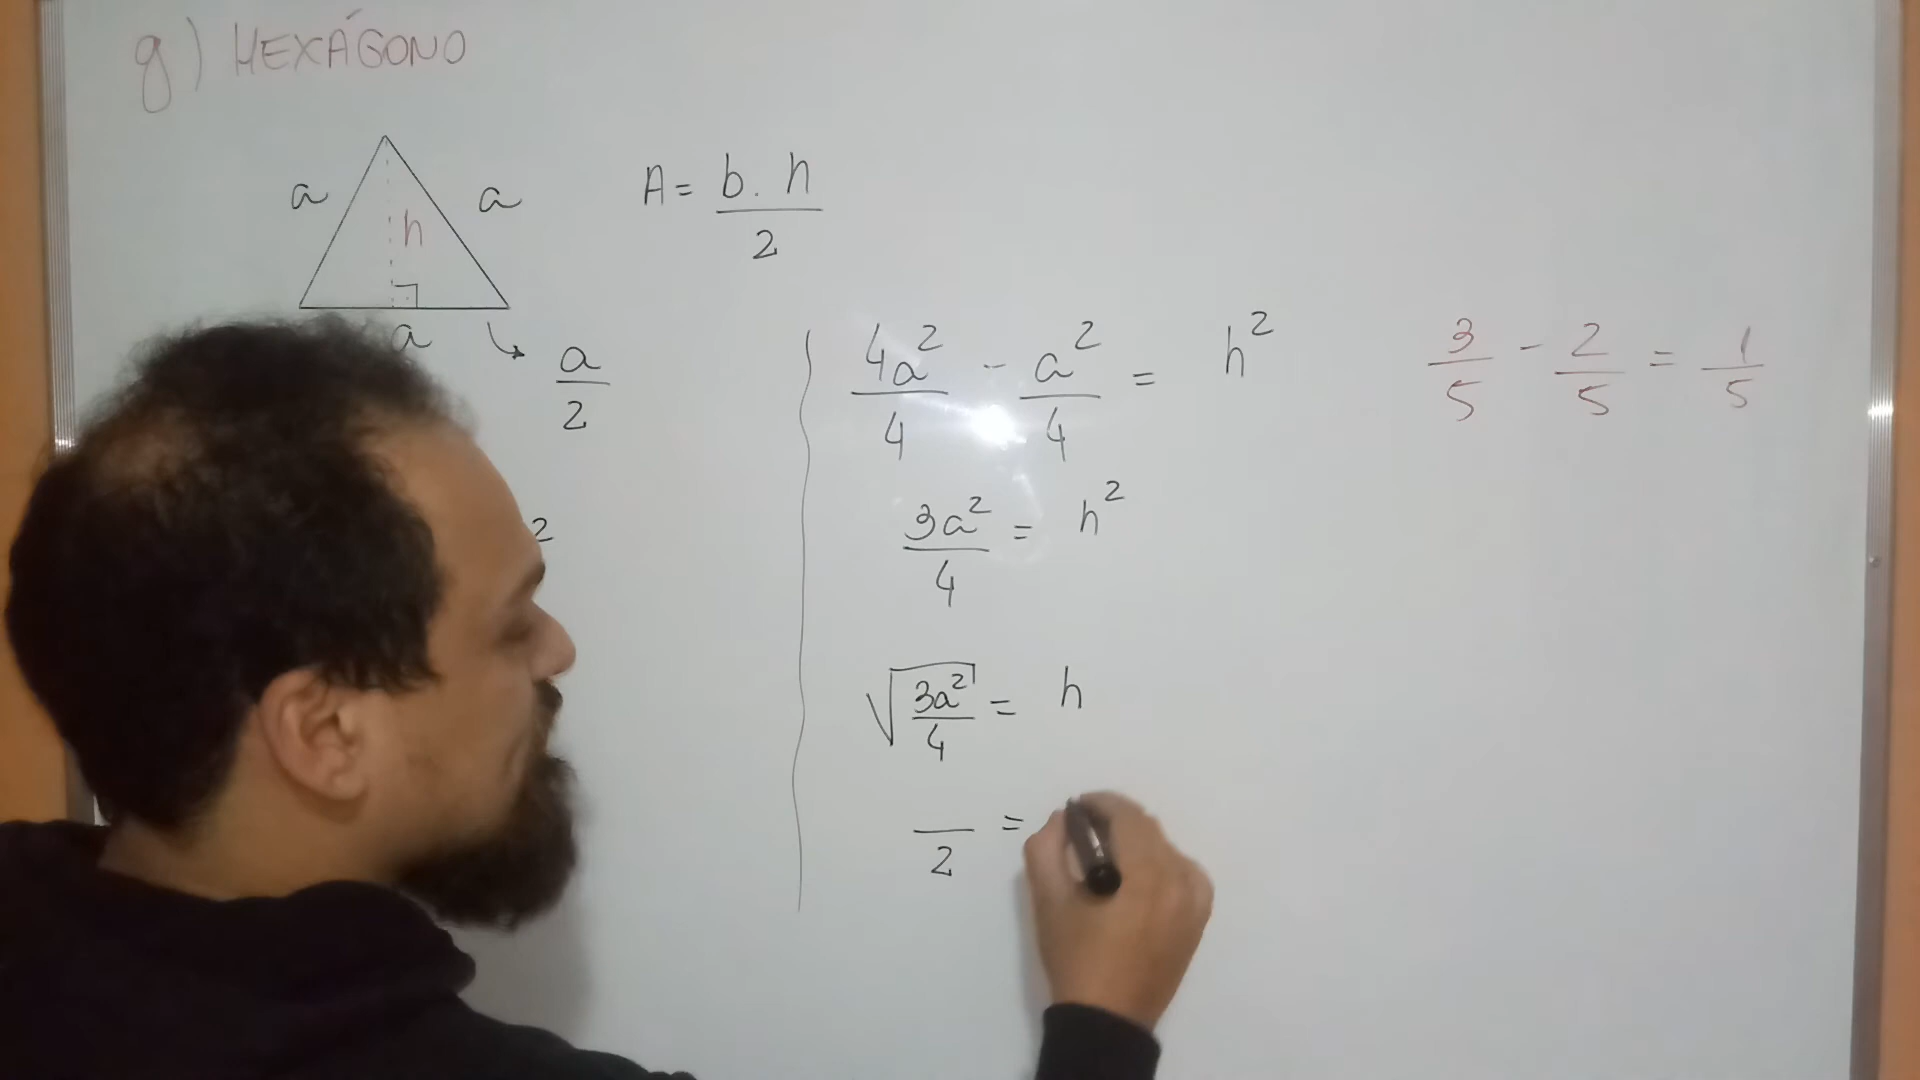 g) HEXÁGONO
a a
h
a
a/2
A = b . h / 2
2
4a²/4 - a²/4 = h²
3a²/4 = h²
√(3a²/4) = h
/2 =
3/5 - 2/5 = 1/5